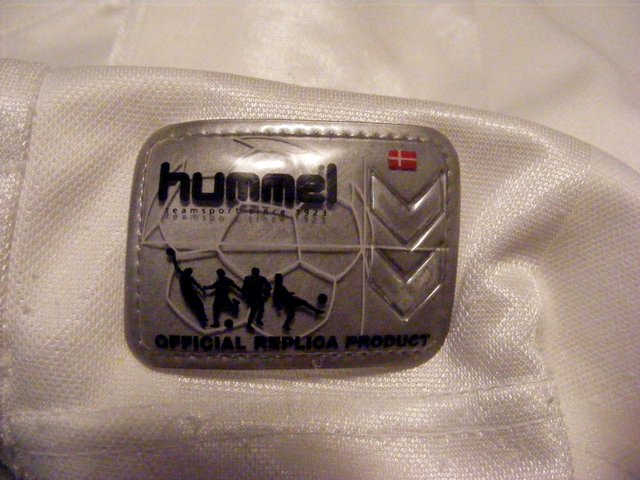 hummel
teamsport since 1923
OFFICIAL REPLICA PRODUCT